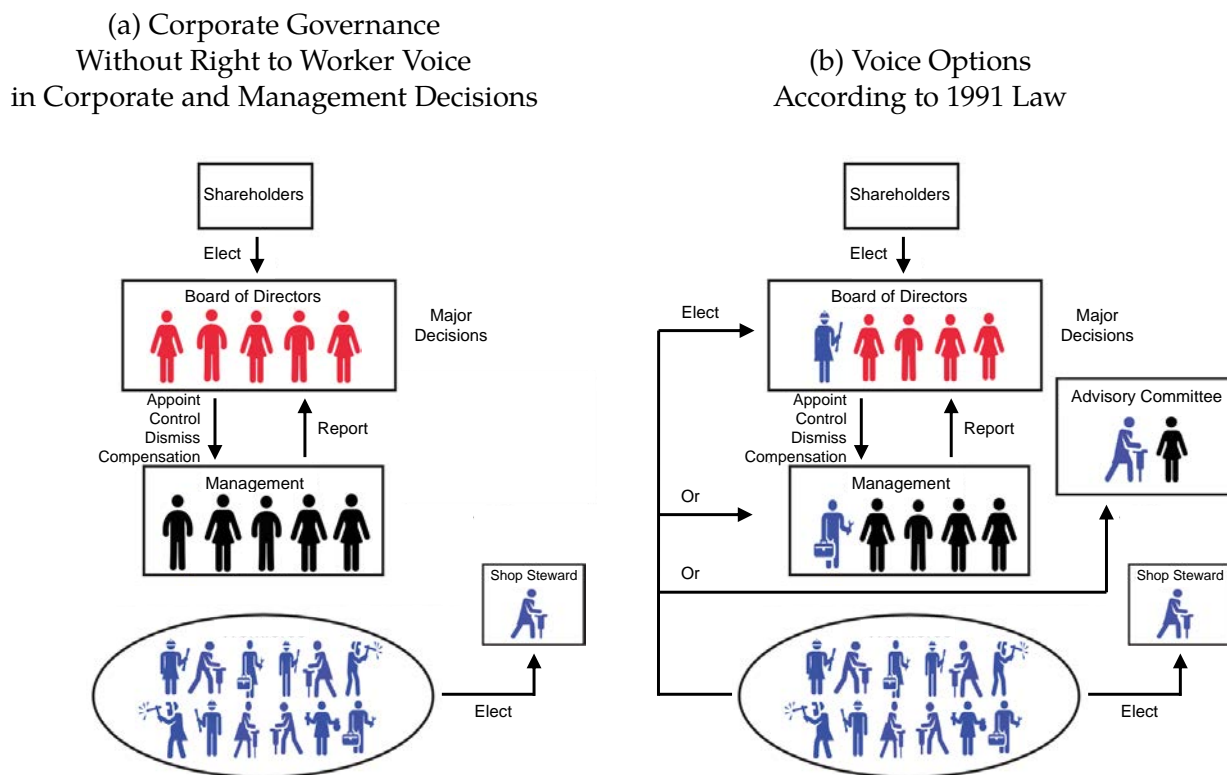 (a) Corporate Governance
Without Right to Worker Voice
in Corporate and Management Decisions
Shareholders
Elect
Board of Directors
Major
Decisions
Appoint
Control
Dismiss
Compensation
Report
Management
Shop Steward
Elect
(b) Voice Options
According to 1991 Law
Shareholders
Elect
Board of Directors
Elect
Major
Decisions
Appoint
Control
Dismiss
Compensation
Report
Advisory Committee
Management
Or
Or
Shop Steward
Elect